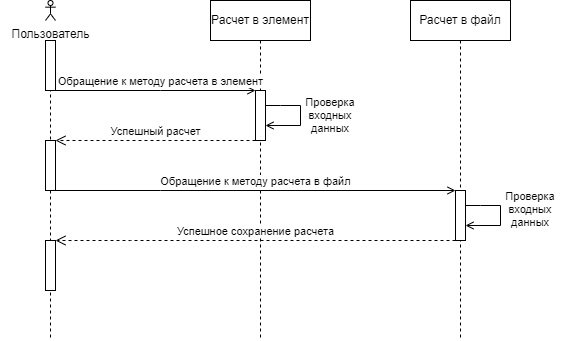 Пользователь
Расчет в элемент
Расчет в файл
Обращение к методу расчета в элемент
Проверка
входных
данных
Успешный расчет
Обращение к методу расчета в файл
Проверка
входных
данных
Успешное сохранение расчета